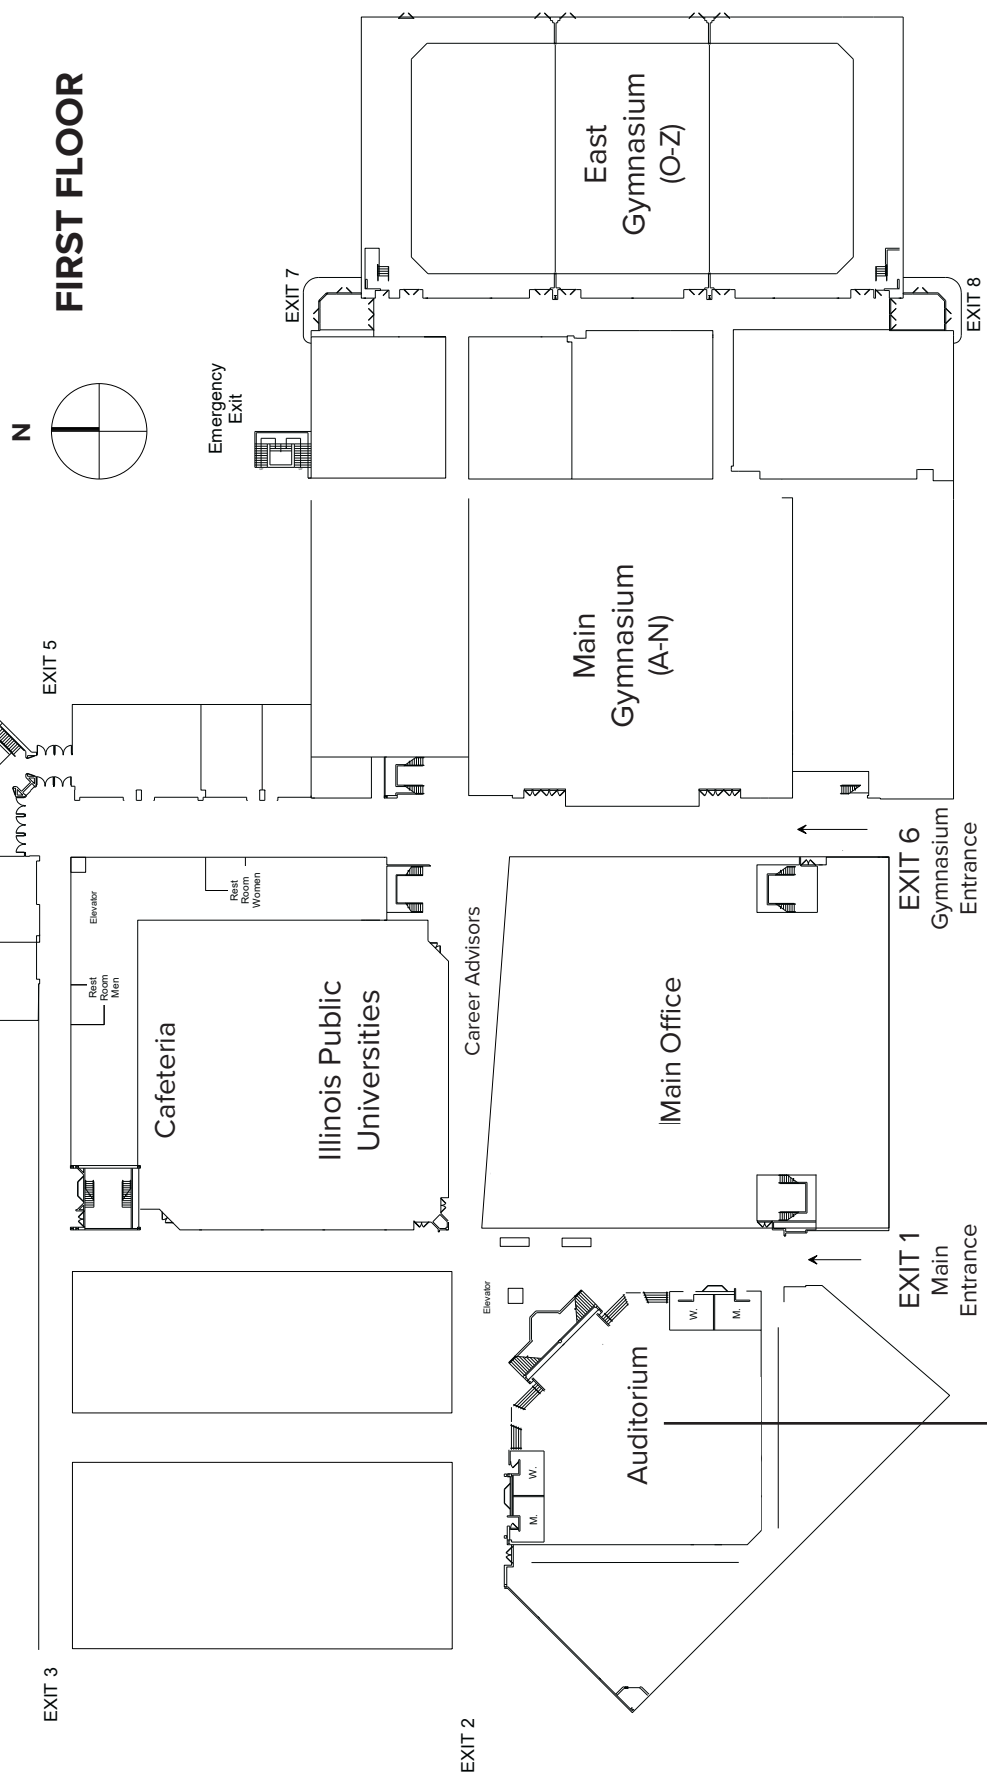 FIRST FLOOR
N
EXIT 3
EXIT 5
Emergency
Exit
EXIT 7
Rest
Room
Men
Elevator
Cafeteria
Rest
Room
Women
Illinois Public
Universities
EXIT 2
Elevator
Career Advisors
M.
W.
Auditorium
W.
M.
Main Office
Main
Gymnasium
(A-N)
East
Gymnasium
(O-Z)
EXIT 1
Main
Entrance
EXIT 6
Gymnasium
Entrance
EXIT 8